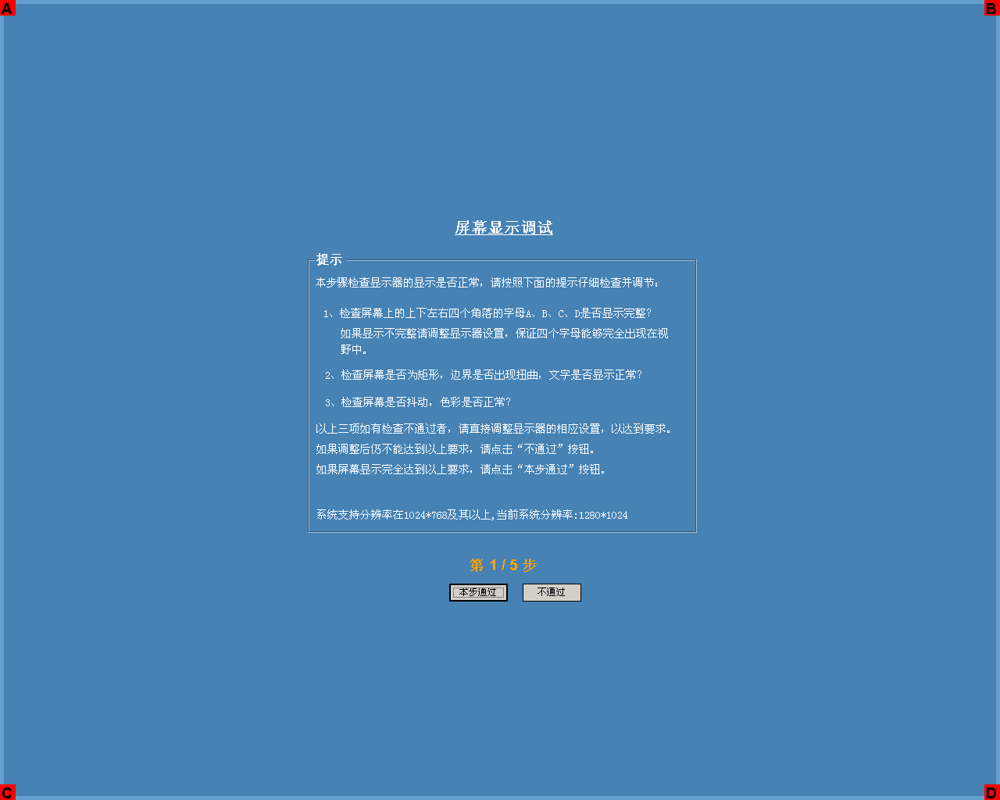 A
B
屏幕显示调试
提示
本步骤检查显示器的显示是否正常，请按照下面的提示仔细检查并调节：
1、检查屏幕上的上下左右四个角落的字母A、B、C、D是否显示完整？
如果显示不完整请调整显示器设置，保证四个字母能够完全出现在视
野中。
2、检查屏幕是否为矩形，边界是否出现扭曲，文字是否显示正常？
3、检查屏幕是否抖动，色彩是否正常？
以上三项如有检查不通过者，请直接调整显示器的相应设置，以达到要求。
如果调整后仍不能达到以上要求，请点击“不通过”按钮。
如果屏幕显示完全达到以上要求，请点击“本步通过”按钮。
系统支持分辨率在1024*768及其以上,当前系统分辨率:1280*1024
第 1 / 5 步
本步通过
不通过
C
D